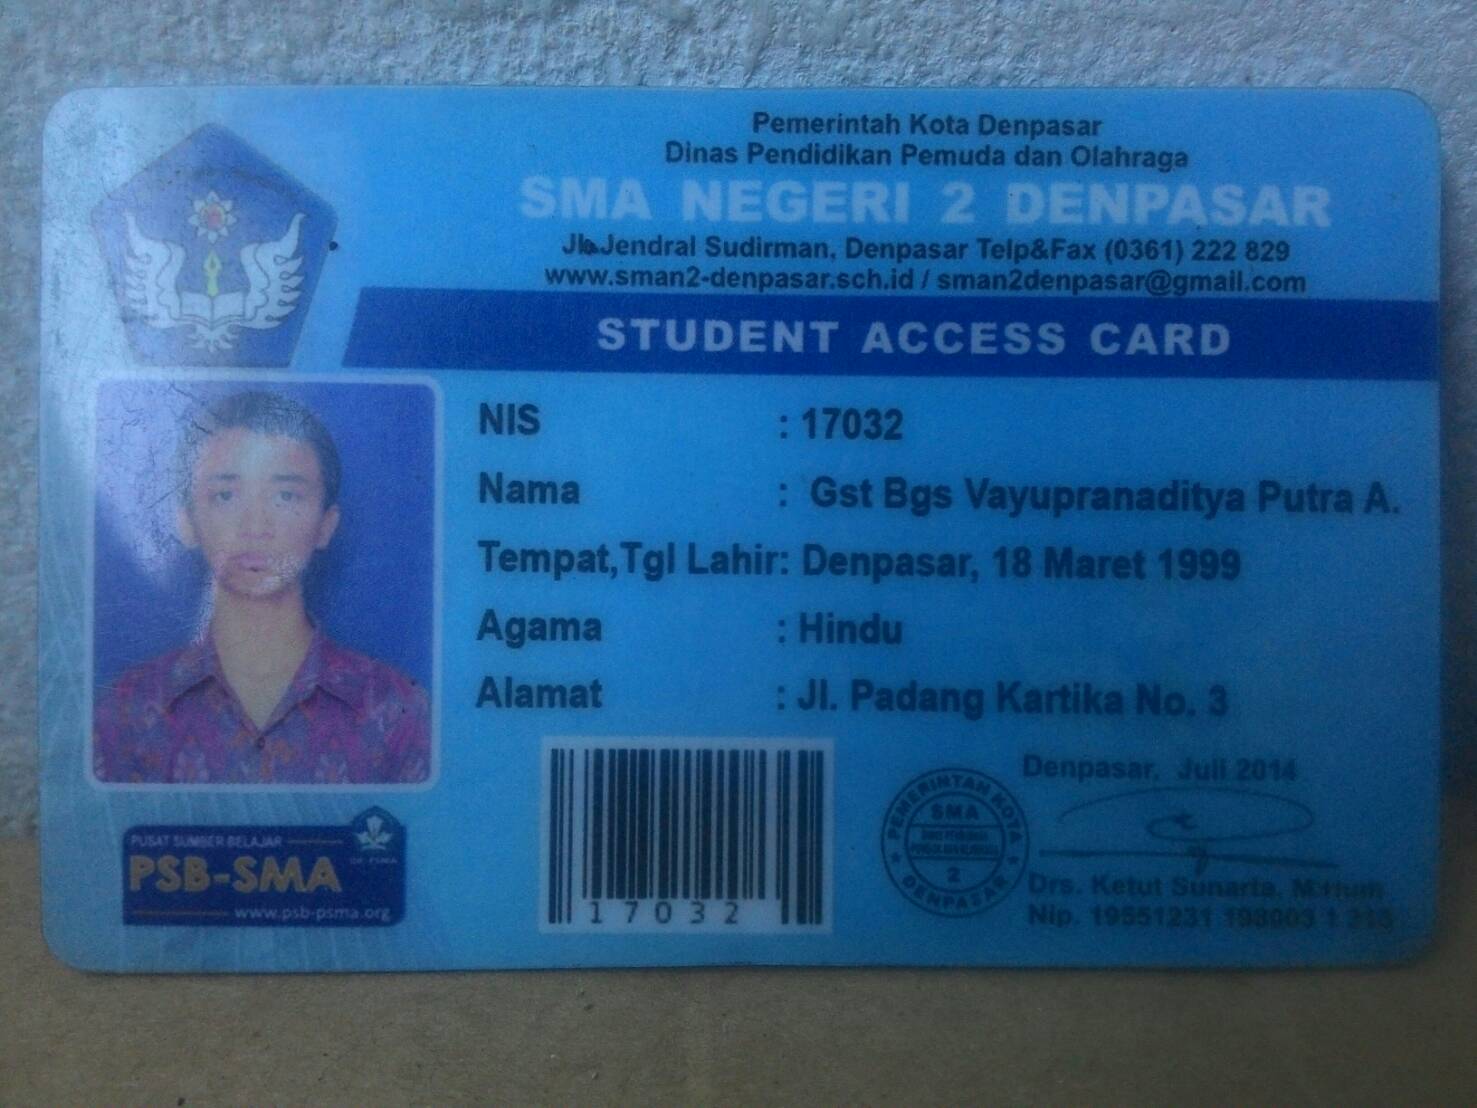 Pemerintah Kota Denpasar
Dinas Pendidikan Pemuda dan Olahraga
SMA NEGERI 2 DENPASAR
Jln.Jendral Sudirman, Denpasar Telp&Fax (0361) 222 829
www.sman2-denpasar.sch.id / sman2denpasar@gmail.com
STUDENT ACCESS CARD
NIS : 17032
Nama : Gst Bgs Vayupranaditya Putra A.
Tempat,Tgl Lahir: Denpasar, 18 Maret 1999
Agama : Hindu
Alamat : Jl. Padang Kartika No. 3
PUSAT SUMBER BELAJAR
PSB-SMA
www.psb-psma.org
17032
PEMERINTAH KOTA
SMA
2
DENPASAR
Denpasar, Juli 2014
Drs. Ketut Sunarta, M.Hum
Nip. 19551231 198003 1